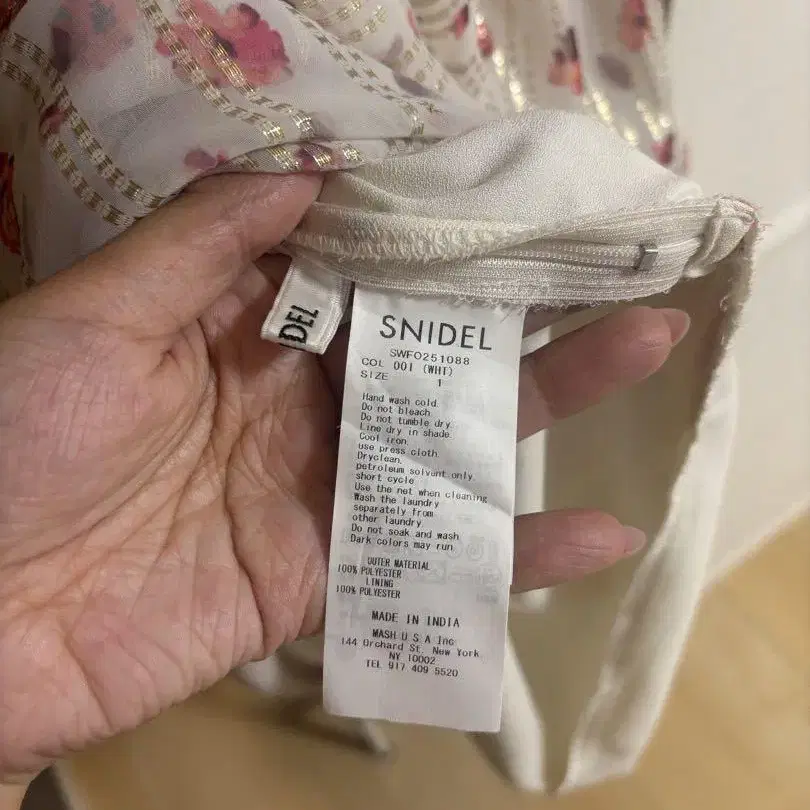 IDEL
SNIDEL
SWFO251088
COL 001 (WHT)
SIZE 1
Hand wash cold.
Do not bleach.
Do not tumble dry.
Line dry in shade.
Cool iron.
use press cloth.
Dryclean.
petroleum solvent only.
short cycle
Use the net when cleaning
Wash the laundry
separately from
other laundry.
Do not soak and wash
Dark colors may run
OUTER MATERIAL
100% POLYESTER
LINING
100% POLYESTER
MADE IN INDIA
MASH U S A Inc
144 Orchard St. New York
NY 10002
TEL 917 409 5520